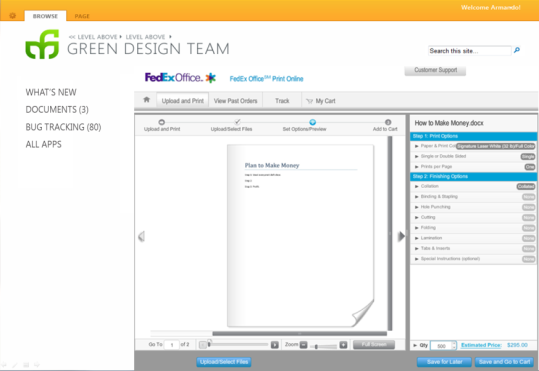 Welcome Armando!
BROWSE PAGE
<< LEVEL ABOVE LEVEL ABOVE
GREEN DESIGN TEAM
Search this site...
Customer Support
FedEx Office. FedEx Office℠ Print Online
WHAT'S NEW
DOCUMENTS (3)
BUG TRACKING (80)
ALL APPS
Upload and Print View Past Orders Track My Cart
Upload and Print Upload/Select Files Set Options/Preview Add to Cart
Plan to Make Money
Go To 1 of 2 Zoom Full Screen
Upload/Select Files
How to Make Money.docx
Step 1: Print Options
Paper & Print Signature Laser White
Single or Double Sided Single
Prints per Page One
Step 2: Finishing Options
Collation Collated
Binding & Stapling None
Hole Punching None
Cutting None
Folding None
Lamination None
Tabs & Inserts None
Special Instructions (optional) None
Qty 500 Estimated Price: $295.00
Save for Later Save and Go to Cart